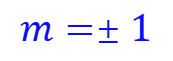 m = ± 1